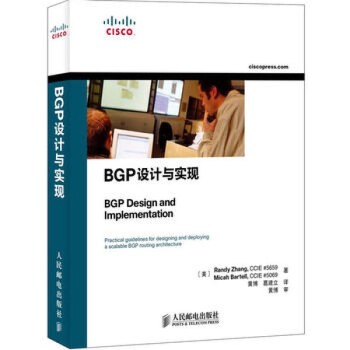 CISCO
CISCO
ciscopress.com
BGP设计与实现
BGP设计与实现
BGP Design and
Implementation
Practical guidelines for designing and deploying
a scalable BGP routing architecture
[美] Randy Zhang, CCIE #5659
Micah Bartell, CCIE #5069 著
黄博 葛建立 译
黄博 审
人民邮电出版社
人民邮电出版社
POSTS & TELECOM PRESS